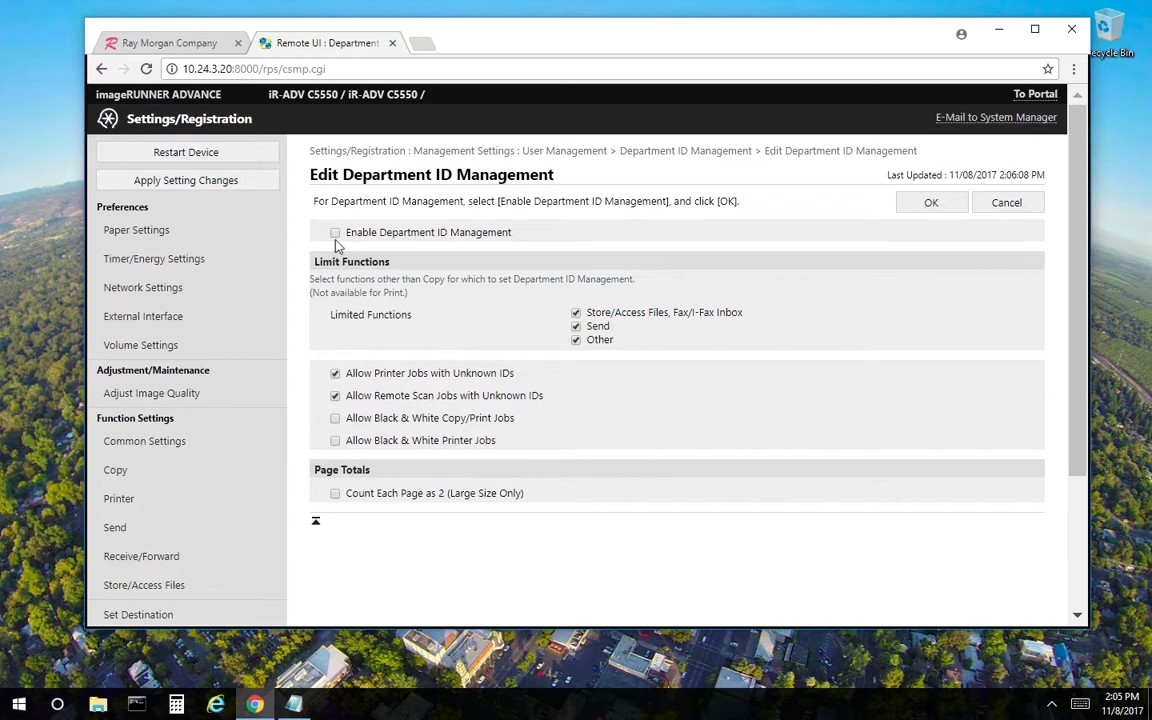 Ray Morgan Company
Remote UI : Department
10.24.3.20:8000/rps/csmp.cgi
ecycle Bin
imageRUNNER ADVANCE
iR-ADV C5550 / iR-ADV C5550 /
To Portal
Settings/Registration
E-Mail to System Manager
Restart Device
Apply Setting Changes
Preferences
Paper Settings
Timer/Energy Settings
Network Settings
External Interface
Volume Settings
Adjustment/Maintenance
Adjust Image Quality
Function Settings
Common Settings
Copy
Printer
Send
Receive/Forward
Store/Access Files
Set Destination
Settings/Registration : Management Settings : User Management > Department ID Management > Edit Department ID Management
Edit Department ID Management
Last Updated : 11/08/2017 2:06:08 PM
For Department ID Management, select [Enable Department ID Management], and click [OK].
OK
Cancel
Enable Department ID Management
Limit Functions
Select functions other than Copy for which to set Department ID Management.
(Not available for Print.)
Limited Functions
Store/Access Files, Fax/I-Fax Inbox
Send
Other
Allow Printer Jobs with Unknown IDs
Allow Remote Scan Jobs with Unknown IDs
Allow Black & White Copy/Print Jobs
Allow Black & White Printer Jobs
Page Totals
Count Each Page as 2 (Large Size Only)
2:05 PM
11/8/2017